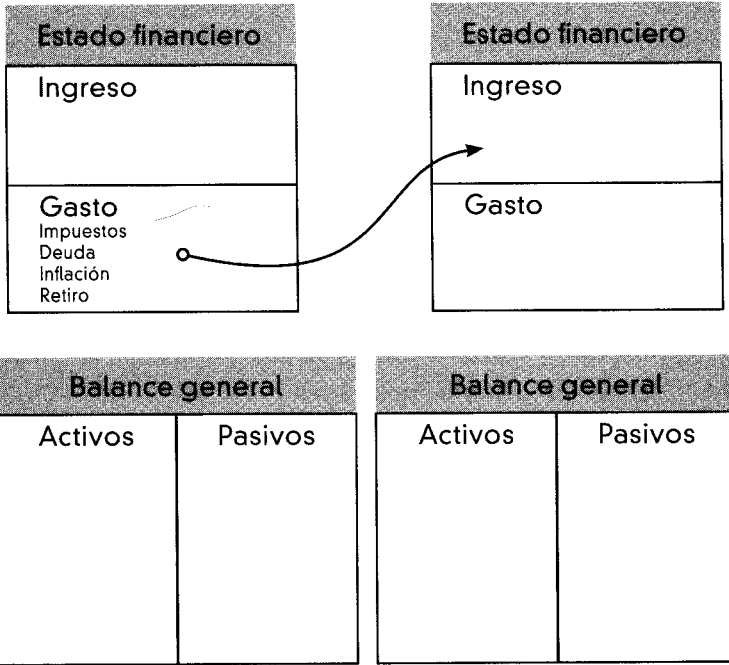 Estado financiero
Ingreso
Gasto
Impuestos
Deuda
Inflación
Retiro
Estado financiero
Ingreso
Gasto
Balance general
Activos
Pasivos
Balance general
Activos
Pasivos